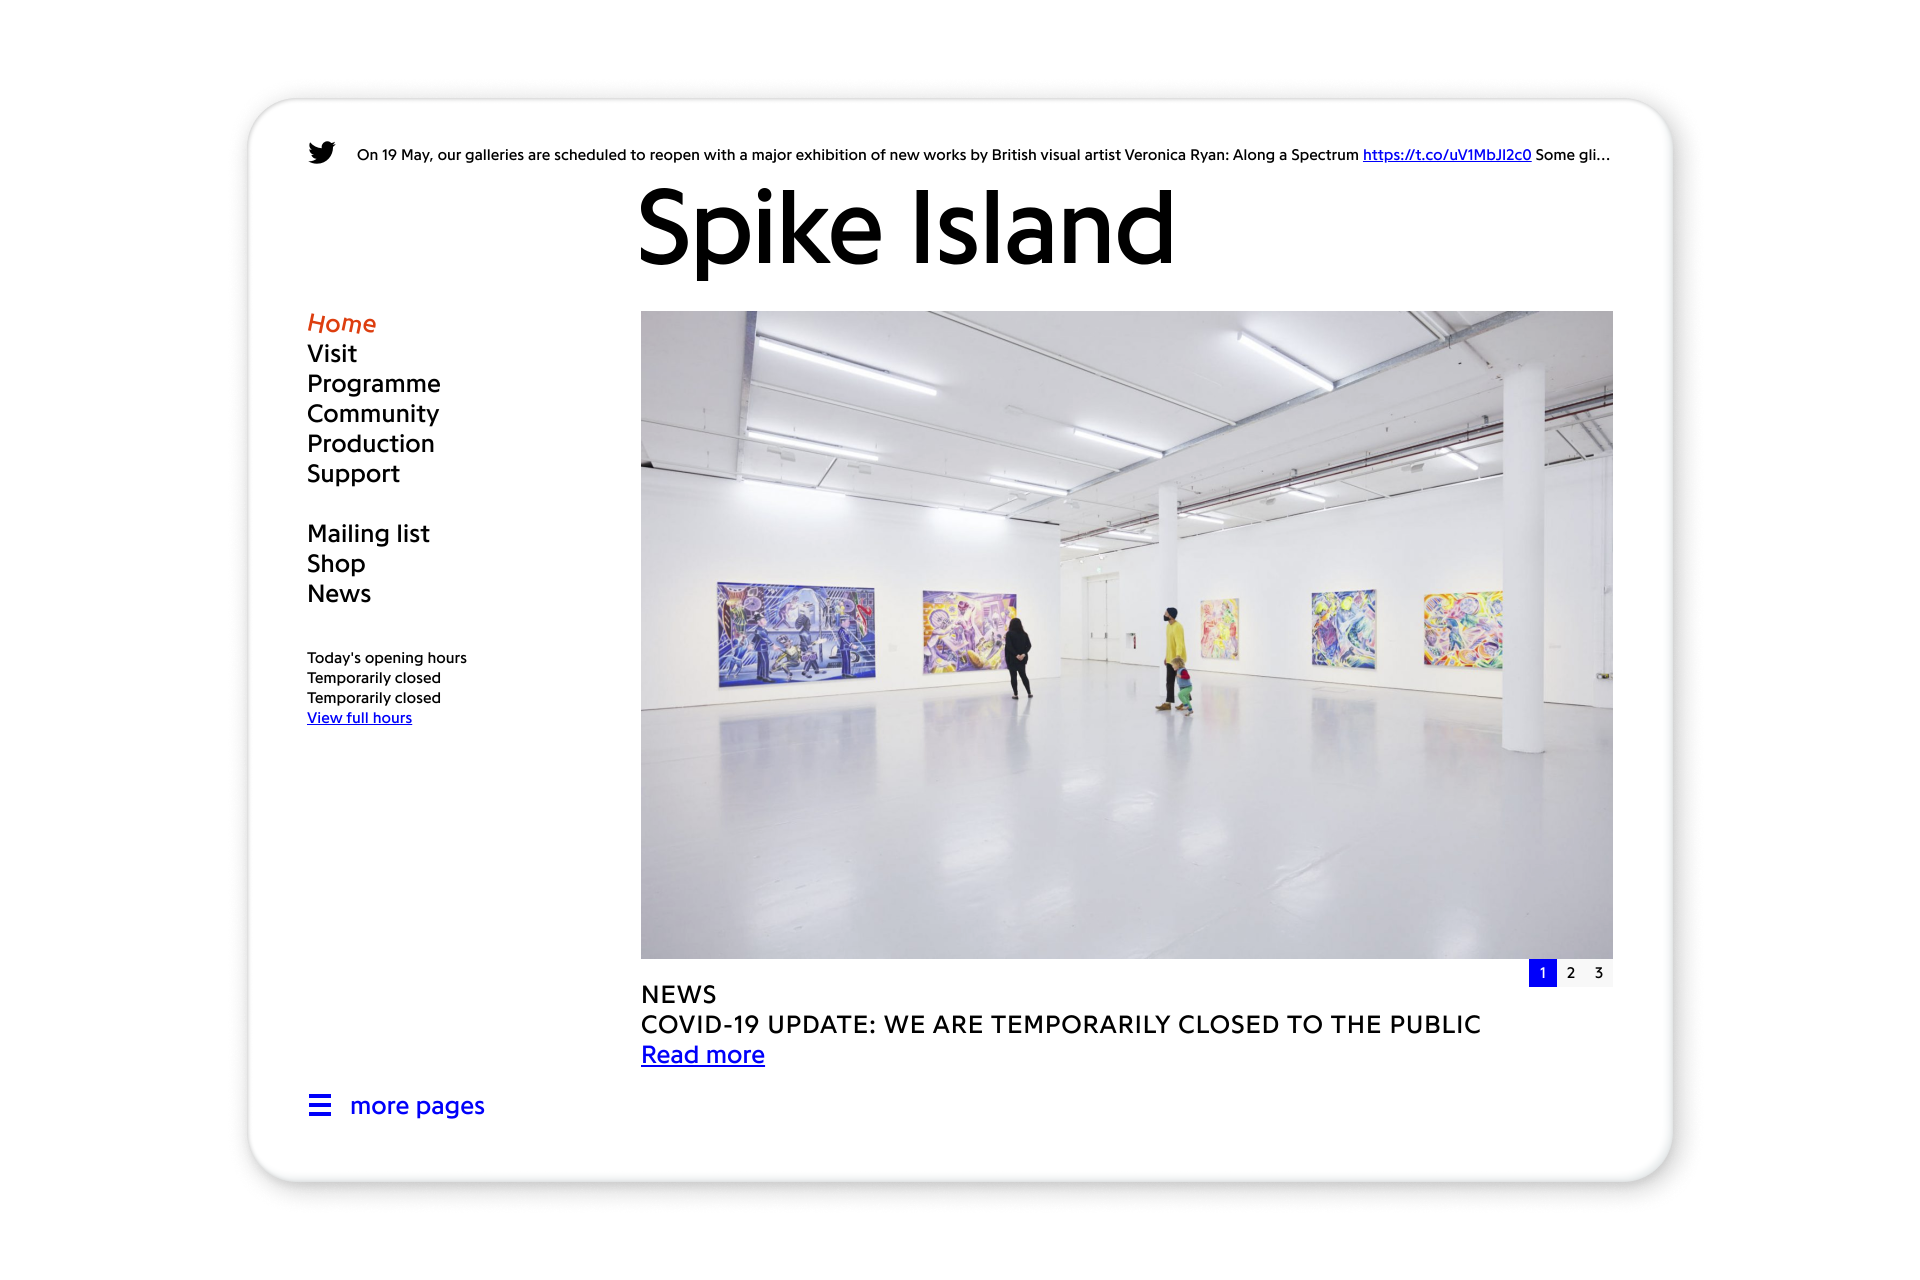 On 19 May, our galleries are scheduled to reopen with a major exhibition of new works by British visual artist Veronica Ryan: Along a Spectrum https://t.co/uV1MbJI2c0 Some gli...
Spike Island
Home
Visit
Programme
Community
Production
Support
Mailing list
Shop
News
Today's opening hours
Temporarily closed
Temporarily closed
View full hours
1 2 3
NEWS
COVID-19 UPDATE: WE ARE TEMPORARILY CLOSED TO THE PUBLIC
Read more
more pages